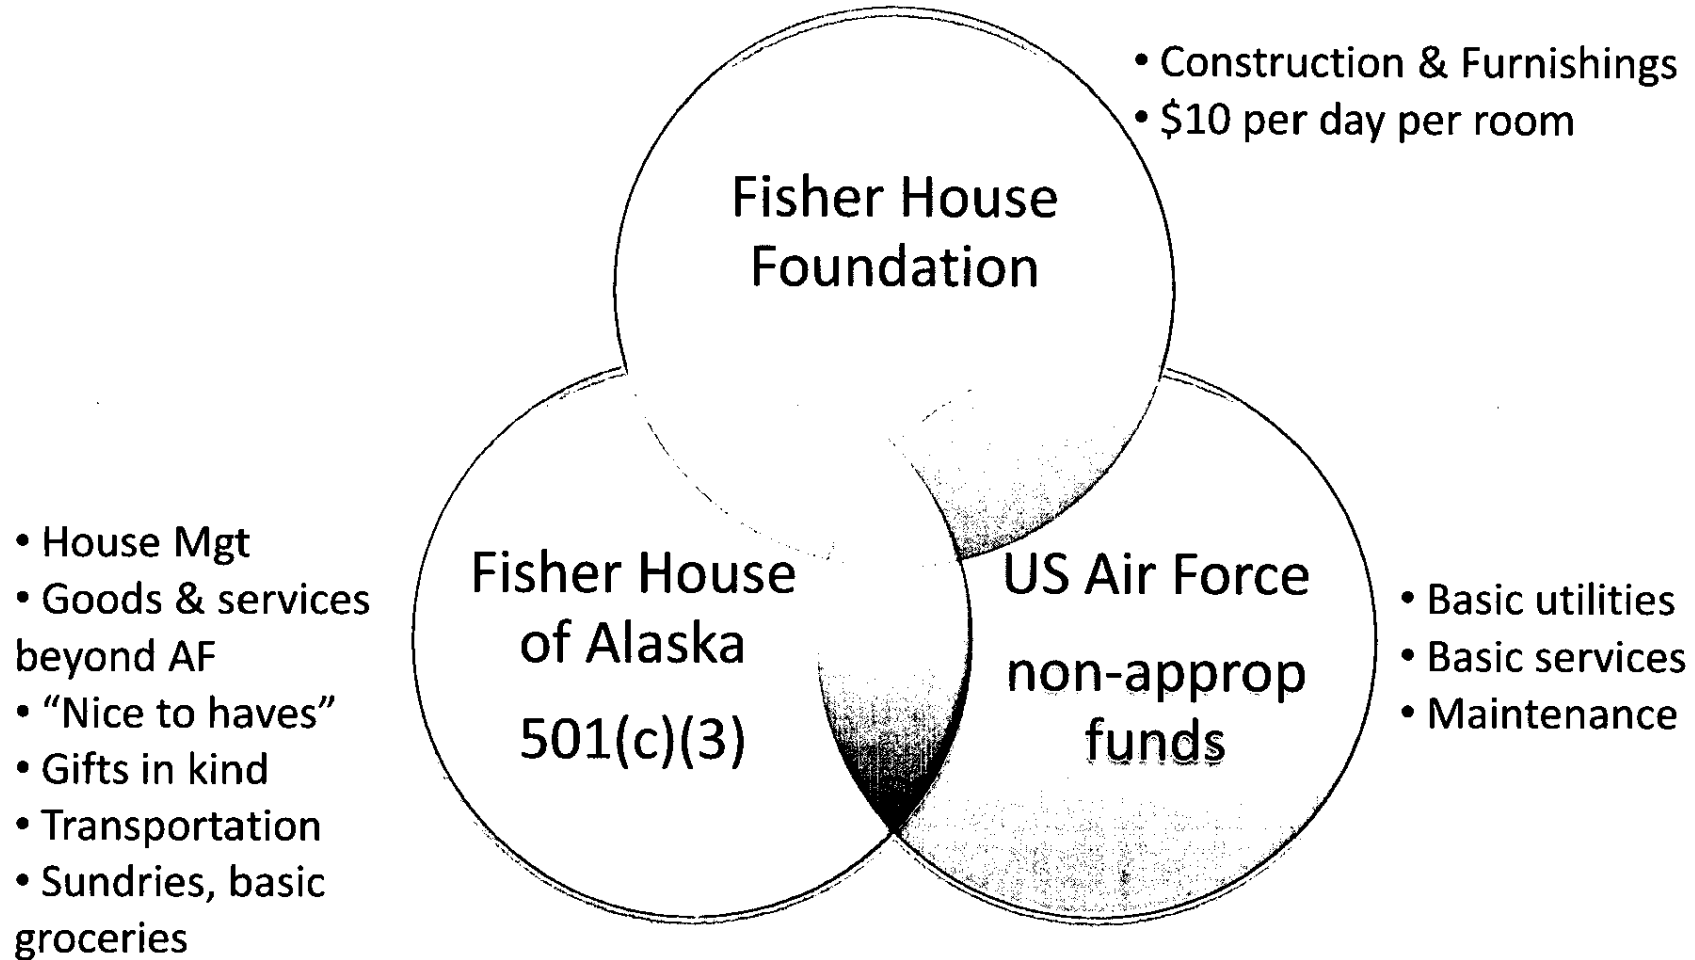 • Construction & Furnishings
• $10 per day per room
Fisher House
Foundation
• House Mgt
• Goods & services
beyond AF
• “Nice to haves”
• Gifts in kind
• Transportation
• Sundries, basic
groceries
Fisher House
of Alaska
501(c)(3)
US Air Force
non-approp
funds
• Basic utilities
• Basic services
• Maintenance